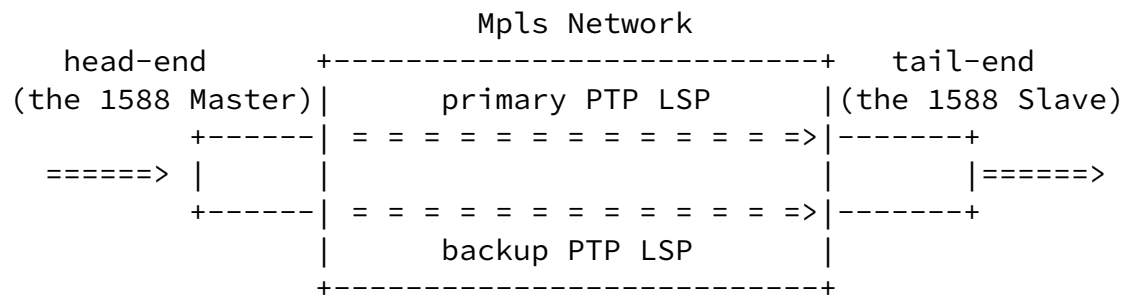 Mpls Network
head-end +---------------------------+ tail-end
(the 1588 Master)| primary PTP LSP |(the 1588 Slave)
+------| = = = = = = = = = = = = =>|-------+
======> | | | |======>
+------| = = = = = = = = = = = = =>|-------+
| backup PTP LSP |
+---------------------------+